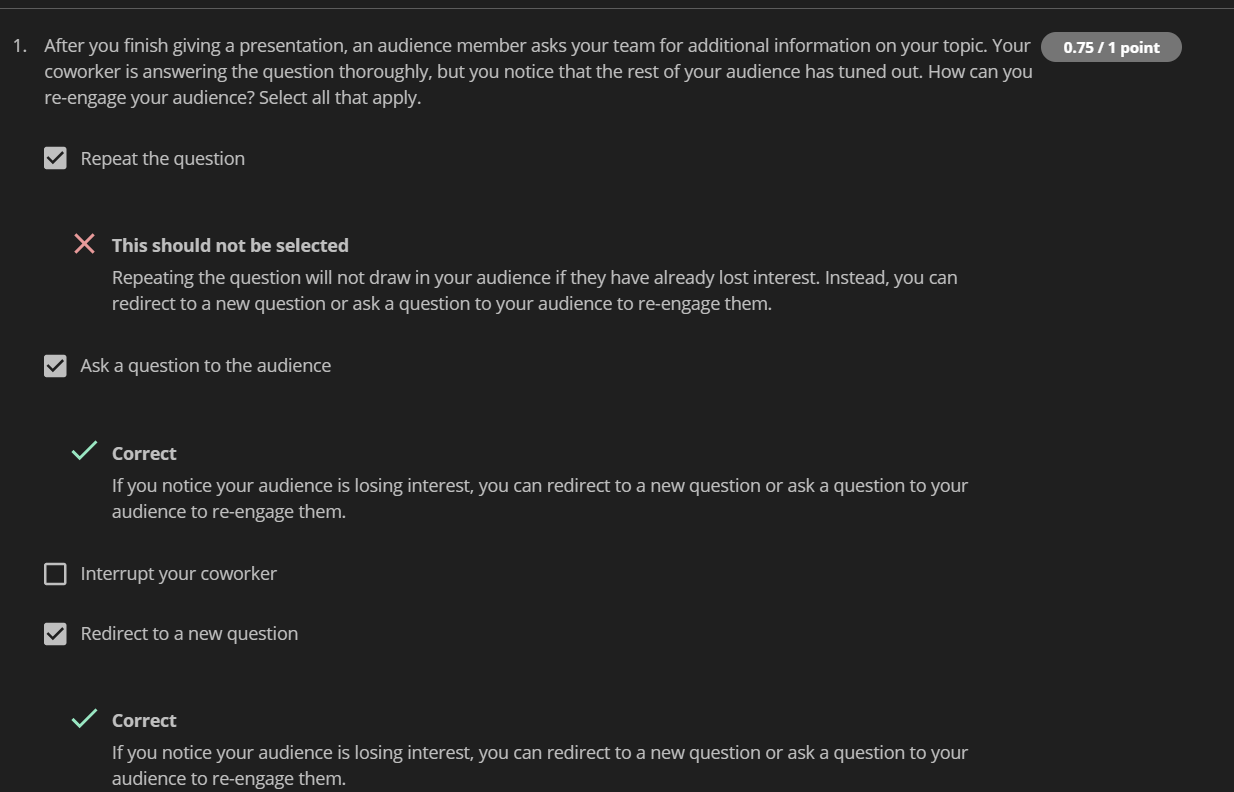 1. After you finish giving a presentation, an audience member asks your team for additional information on your topic. Your
0.75 / 1 point
coworker is answering the question thoroughly, but you notice that the rest of your audience has tuned out. How can you
re-engage your audience? Select all that apply.
Repeat the question
This should not be selected
Repeating the question will not draw in your audience if they have already lost interest. Instead, you can
redirect to a new question or ask a question to your audience to re-engage them.
Ask a question to the audience
Correct
If you notice your audience is losing interest, you can redirect to a new question or ask a question to your
audience to re-engage them.
Interrupt your coworker
Redirect to a new question
Correct
If you notice your audience is losing interest, you can redirect to a new question or ask a question to your
audience to re-engage them.